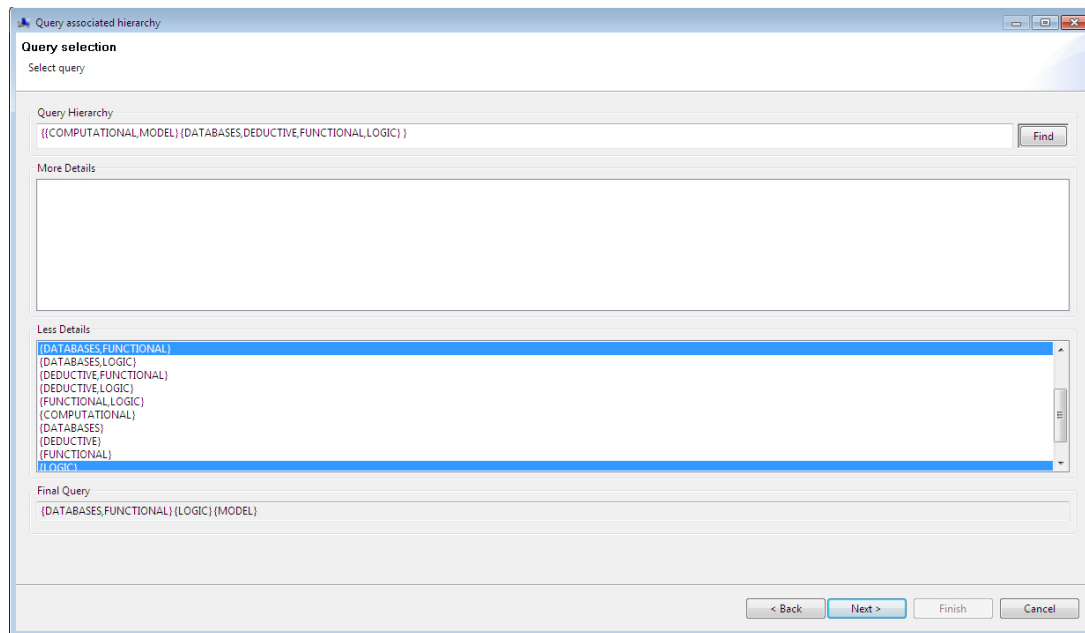 Query associated hierarchy
Query selection
Select query
Query Hierarchy
{{COMPUTATIONAL,MODEL}{DATABASES,DEDUCTIVE,FUNCTIONAL,LOGIC} }
Find
More Details
Less Details
{DATABASES,FUNCTIONAL}
{DATABASES,LOGIC}
{DEDUCTIVE,FUNCTIONAL}
{DEDUCTIVE,LOGIC}
{FUNCTIONAL,LOGIC}
{COMPUTATIONAL}
{DATABASES}
{DEDUCTIVE}
{FUNCTIONAL}
{LOGIC}
Final Query
{DATABASES,FUNCTIONAL}{LOGIC}{MODEL}
< Back Next > Finish Cancel